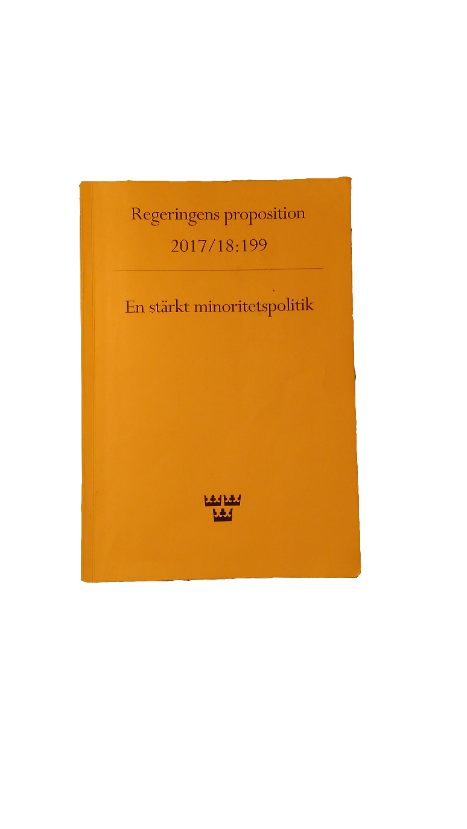 Regeringens proposition
2017/18:199
En stärkt minoritetspolitik